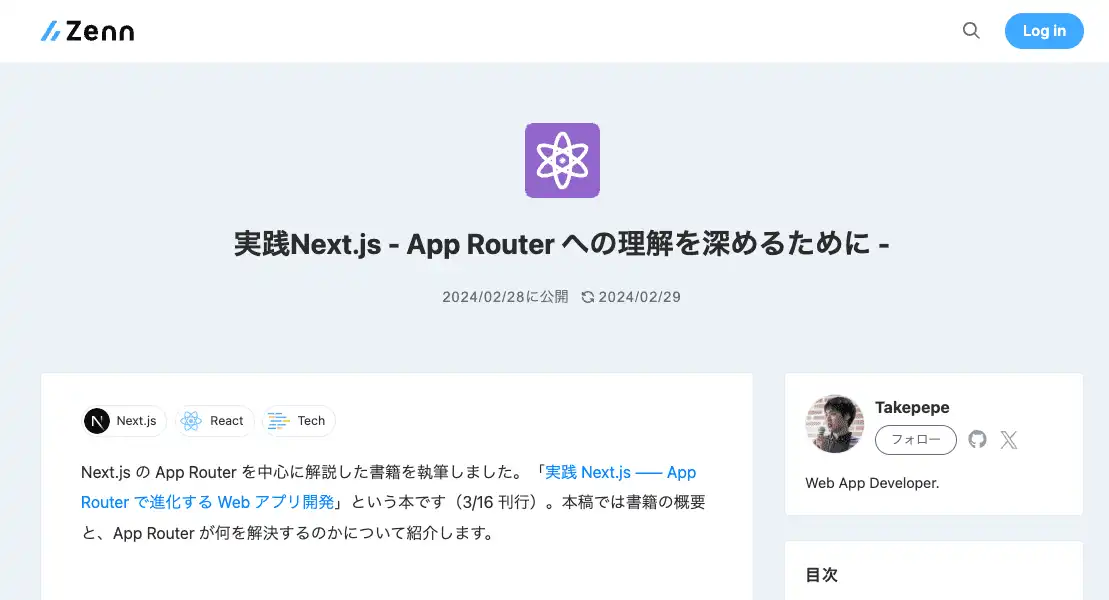 Zenn
Log in
実践Next.js - App Router への理解を深めるために -
2024/02/28に公開 2024/02/29
Next.js React Tech
Next.js の App Router を中心に解説した書籍を執筆しました。「実践 Next.js —— App
Router で進化する Web アプリ開発」という本です（3/16 刊行）。本稿では書籍の概要
と、App Router が何を解決するのかについて紹介します。
Takepepe
フォロー
Web App Developer.
目次